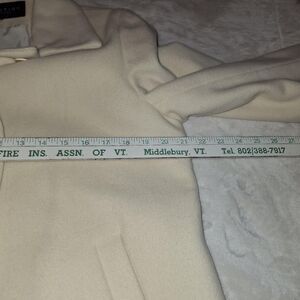 13 14 15 16 17 18 19 20 21 22 23 24 25 26 27 28
FIRE INS. ASSN. OF VT. Middlebury, VT. Tel. 802/388-7917